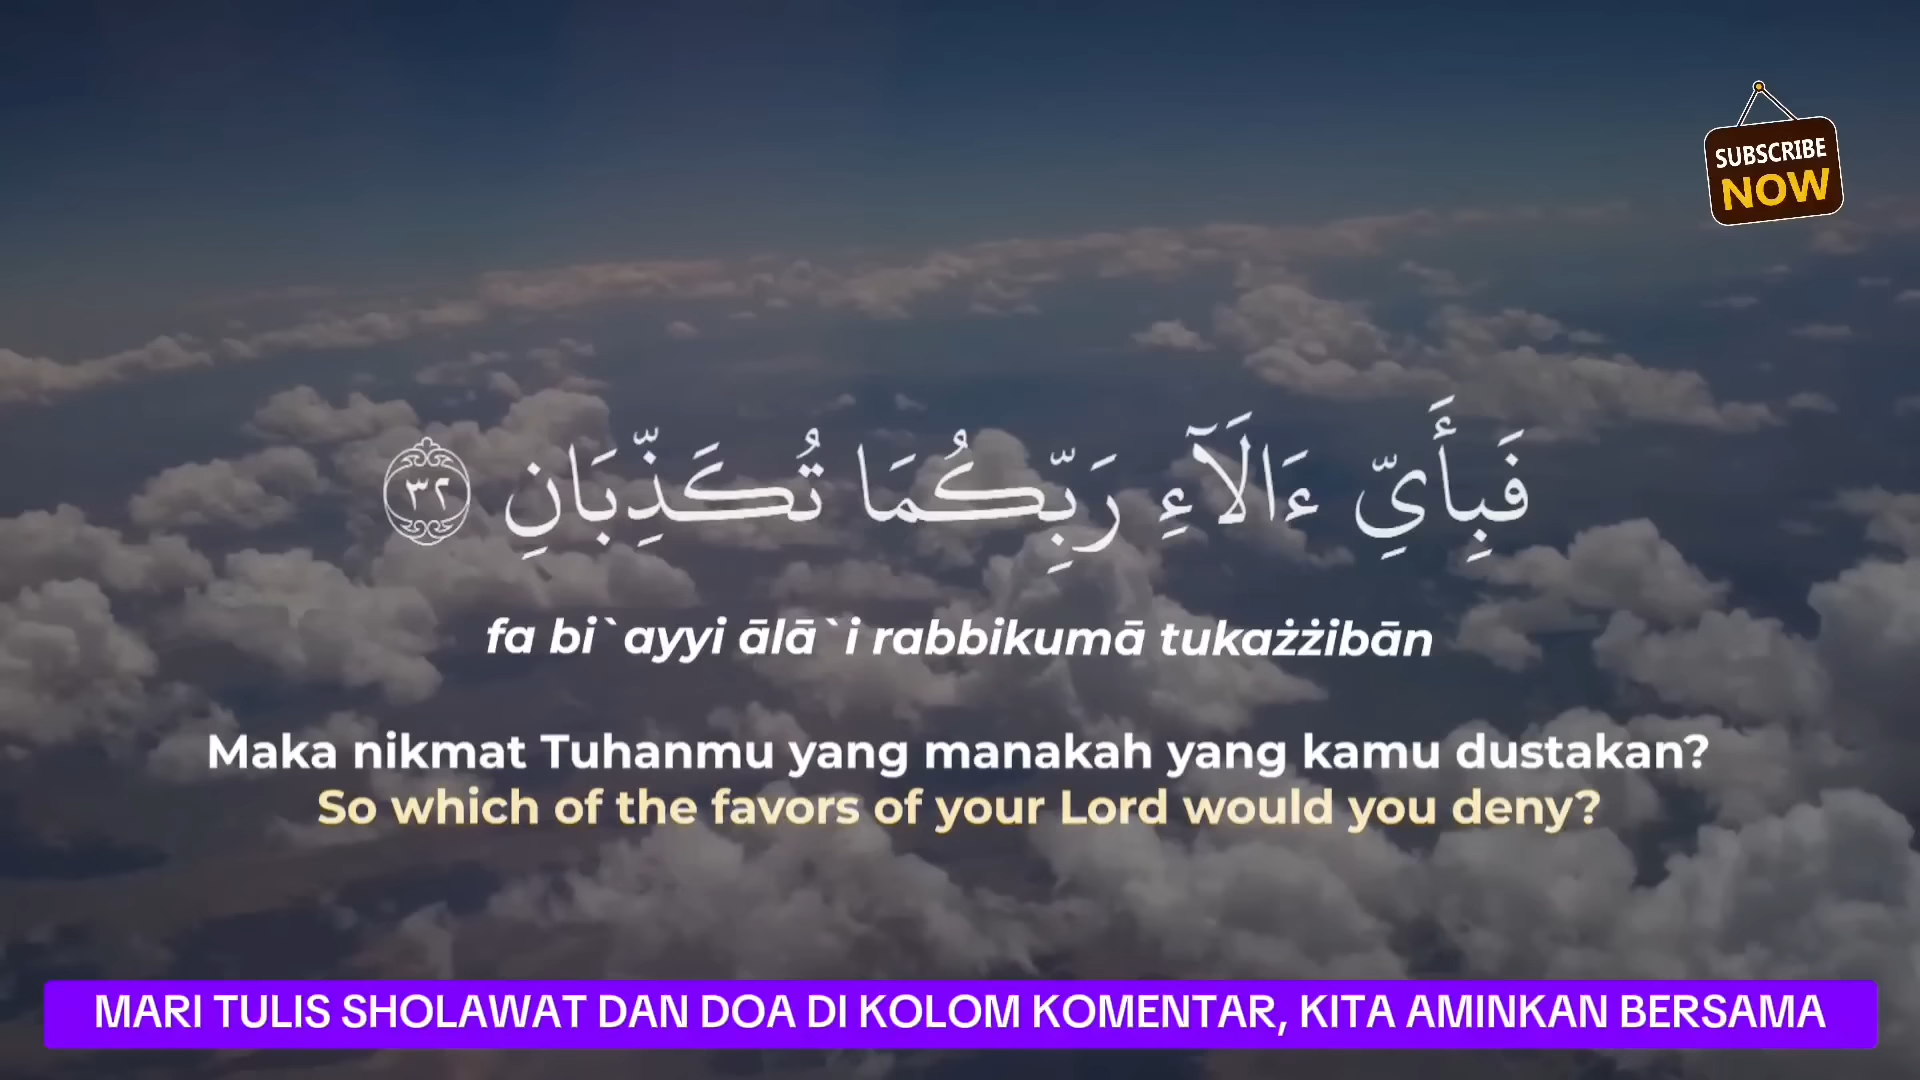 SUBSCRIBE
NOW
فَبِأَيِّ ءَالَآءِ رَبِّكُمَا تُكَذِّبَانِ ٣٢
fa bi`ayyi ālā`i rabbikumā tukażżibān
Maka nikmat Tuhanmu yang manakah yang kamu dustakan?
So which of the favors of your Lord would you deny?
MARI TULIS SHOLAWAT DAN DOA DI KOLOM KOMENTAR, KITA AMINKAN BERSAMA